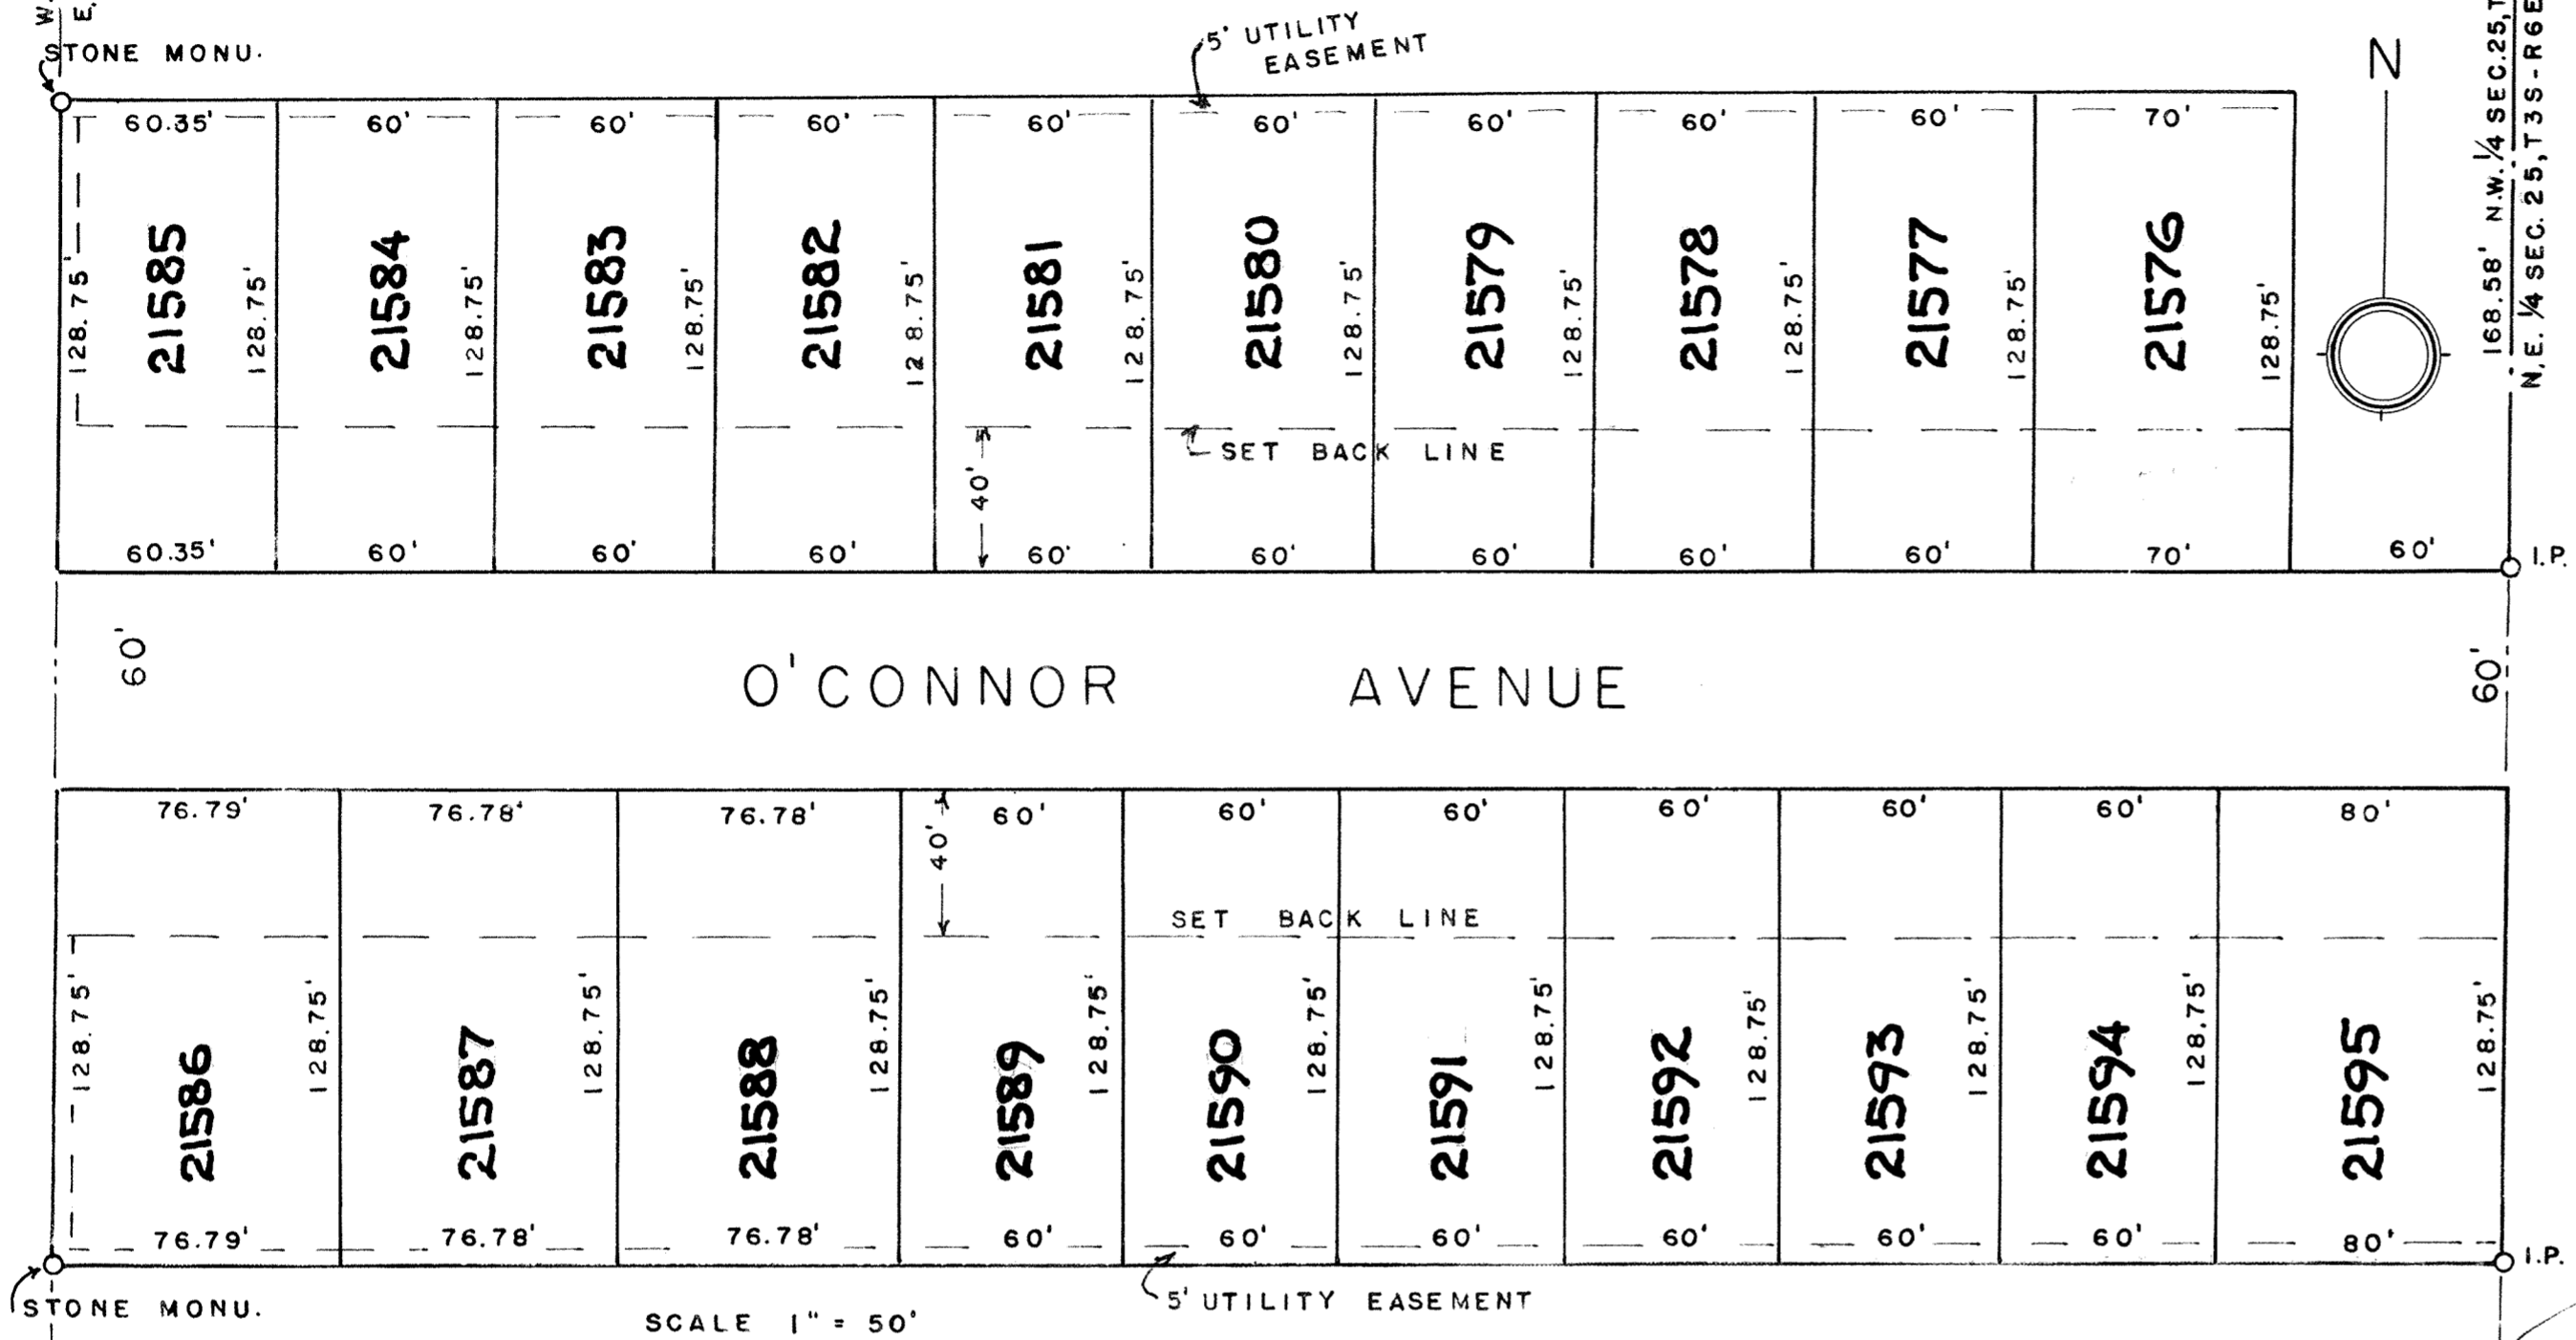 W.
E.
STONE MONU.
5' UTILITY
EASEMENT
N
168.58' N.W. 1/4 SEC.25,T
N.E. 1/4 SEC. 25,T3S-R6E
60.35' 60' 60' 60' 60' 60' 60' 60' 60' 70'
128.75' 21585 128.75' 21584 128.75' 21583 128.75' 21582 128.75' 21581 128.75' 21580 128.75' 21579 128.75' 21578 128.75' 21577 128.75' 21576 128.75'
SET BACK LINE
40'
60.35' 60' 60' 60' 60' 60' 60' 60' 60' 70' 60' I.P.
60' O'CONNOR AVENUE 60'
76.79' 76.78' 76.78' 60' 60' 60' 60' 60' 60' 80'
40'
SET BACK LINE
128.75' 21586 128.75' 21587 128.75' 21588 128.75' 21589 128.75' 21590 128.75' 21591 128.75' 21592 128.75' 21593 128.75' 21594 128.75' 21595 128.75'
76.79' 76.78' 76.78' 60' 60' 60' 60' 60' 60' 80'
I.P.
STONE MONU.
5' UTILITY EASEMENT
SCALE 1" = 50'